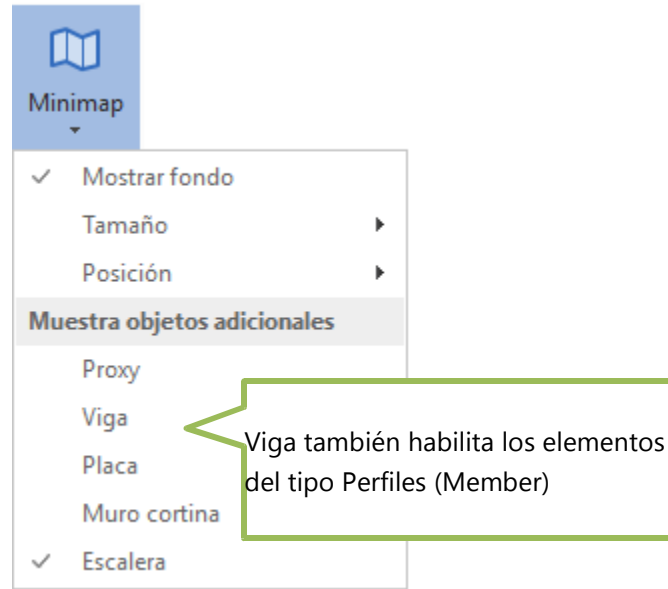 Minimap
Mostrar fondo
Tamaño
Posición
Muestra objetos adicionales
Proxy
Viga
Viga también habilita los elementos
del tipo Perfiles (Member)
Placa
Muro cortina
Escalera